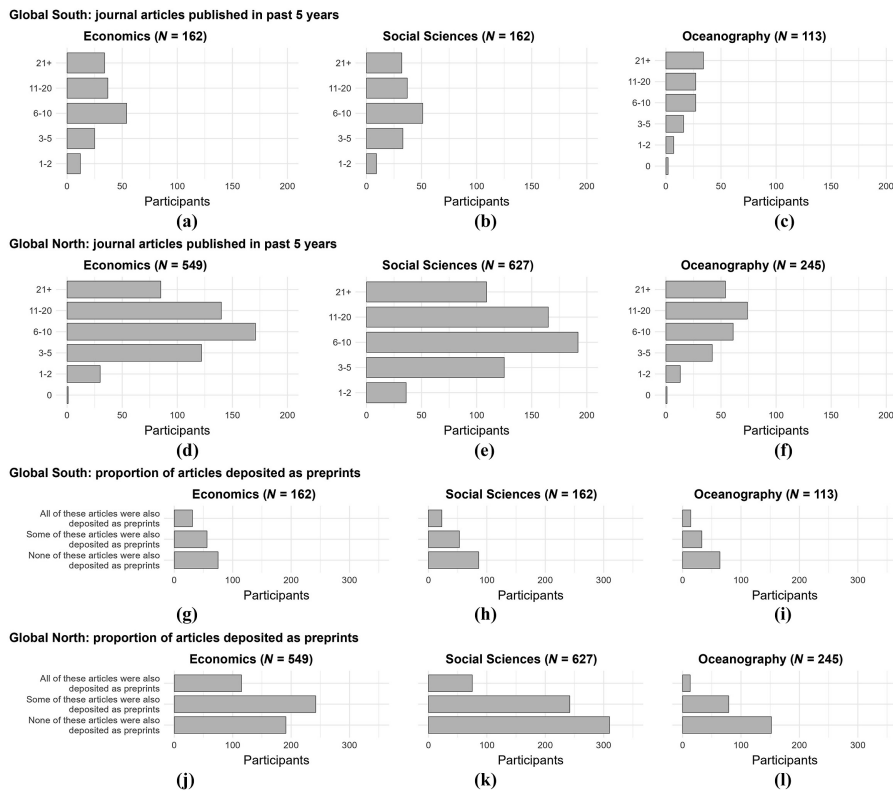 Global South: journal articles published in past 5 years
Economics (N = 162)
21+
11-20
6-10
3-5
1-2
0 50 100 150 200
Participants
(a)
Social Sciences (N = 162)
21+
11-20
6-10
3-5
1-2
0 50 100 150 200
Participants
(b)
Oceanography (N = 113)
21+
11-20
6-10
3-5
1-2
0
0 50 100 150 200
Participants
(c)
Global North: journal articles published in past 5 years
Economics (N = 549)
21+
11-20
6-10
3-5
1-2
0
0 50 100 150 200
Participants
(d)
Social Sciences (N = 627)
21+
11-20
6-10
3-5
1-2
0 50 100 150 200
Participants
(e)
Oceanography (N = 245)
21+
11-20
6-10
3-5
1-2
0
0 50 100 150 200
Participants
(f)
Global South: proportion of articles deposited as preprints
Economics (N = 162)
All of these articles were also
deposited as preprints
Some of these articles were also
deposited as preprints
None of these articles were also
deposited as preprints
0 100 200 300
Participants
(g)
Social Sciences (N = 162)
0 100 200 300
Participants
(h)
Oceanography (N = 113)
0 100 200 300
Participants
(i)
Global North: proportion of articles deposited as preprints
Economics (N = 549)
All of these articles were also
deposited as preprints
Some of these articles were also
deposited as preprints
None of these articles were also
deposited as preprints
0 100 200 300
Participants
(j)
Social Sciences (N = 627)
0 100 200 300
Participants
(k)
Oceanography (N = 245)
0 100 200 300
Participants
(l)